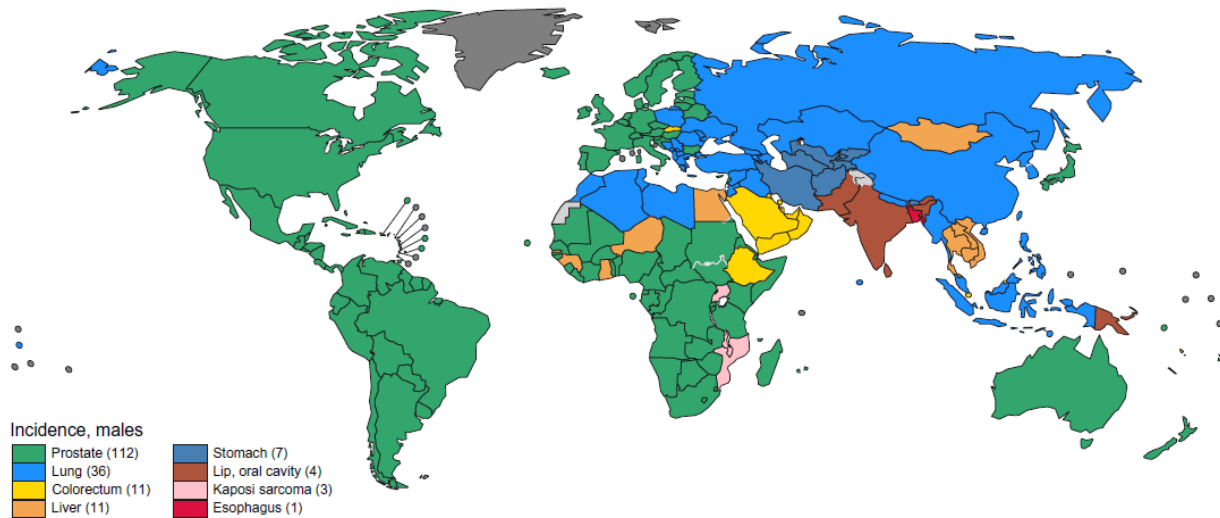 Incidence, males
Prostate (112)
Lung (36)
Colorectum (11)
Liver (11)
Stomach (7)
Lip, oral cavity (4)
Kaposi sarcoma (3)
Esophagus (1)